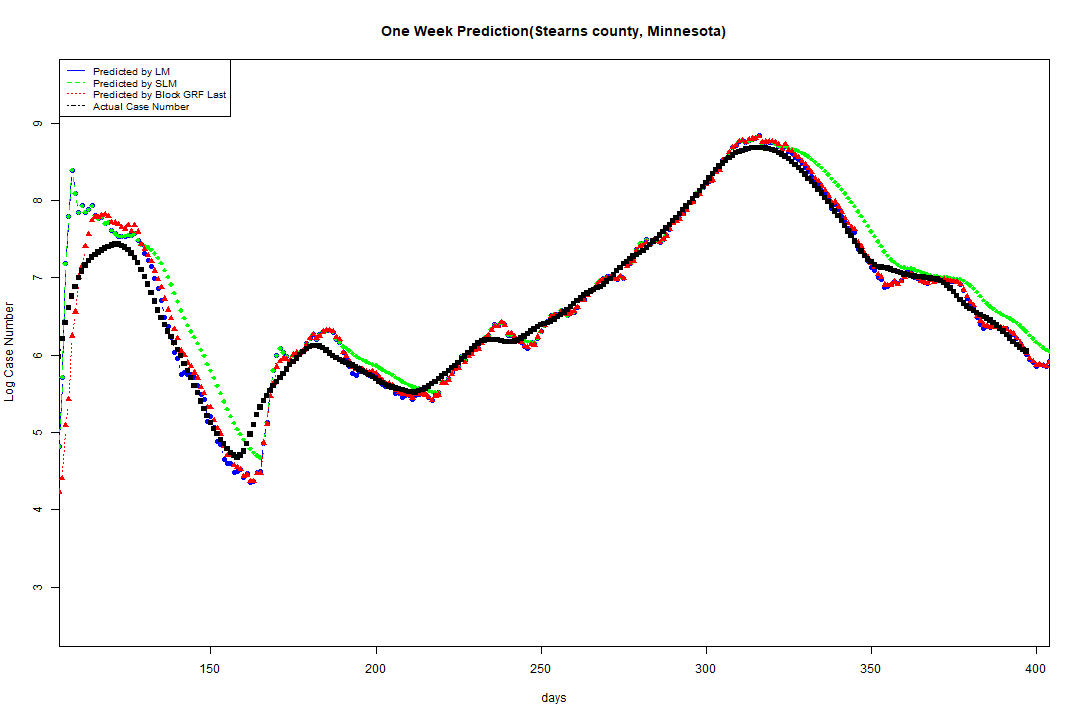 One Week Prediction(Stearns county, Minnesota)
Predicted by LM
Predicted by SLM
Predicted by Block GRF Last
Actual Case Number
Log Case Number
9
8
7
6
5
4
3
150 200 250 300 350 400
days